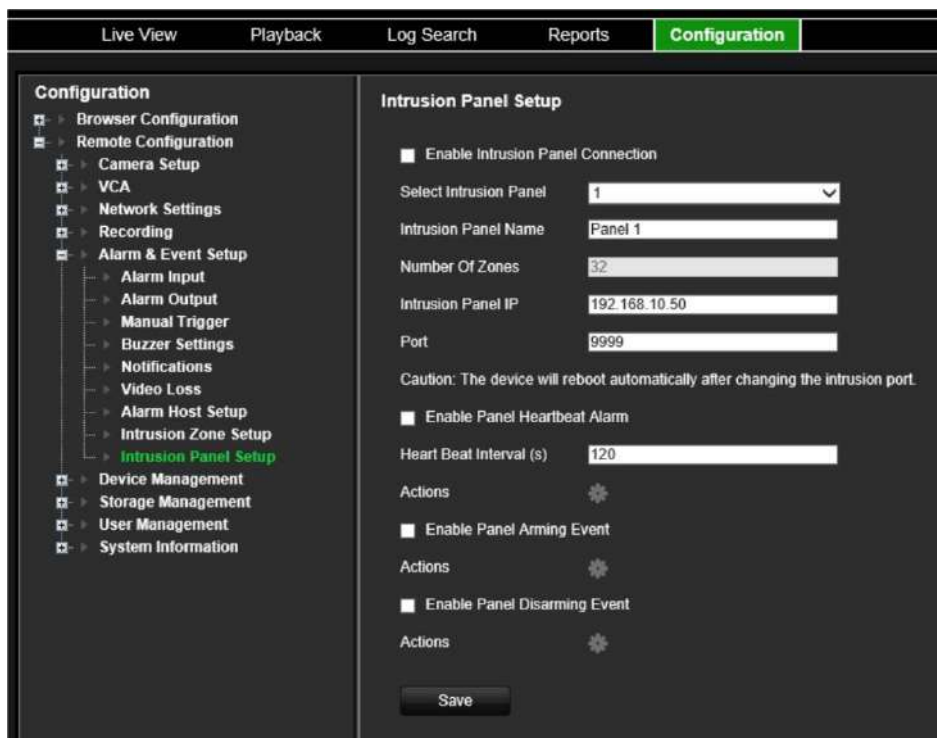 Live View Playback Log Search Reports Configuration
Configuration
Browser Configuration
Remote Configuration
Camera Setup
VCA
Network Settings
Recording
Alarm & Event Setup
Alarm Input
Alarm Output
Manual Trigger
Buzzer Settings
Notifications
Video Loss
Alarm Host Setup
Intrusion Zone Setup
Intrusion Panel Setup
Device Management
Storage Management
User Management
System Information
Intrusion Panel Setup
Enable Intrusion Panel Connection
Select Intrusion Panel 1
Intrusion Panel Name Panel 1
Number Of Zones 32
Intrusion Panel IP 192.168.10.50
Port 9999
Caution: The device will reboot automatically after changing the intrusion port.
Enable Panel Heartbeat Alarm
Heart Beat Interval (s) 120
Actions
Enable Panel Arming Event
Actions
Enable Panel Disarming Event
Actions
Save